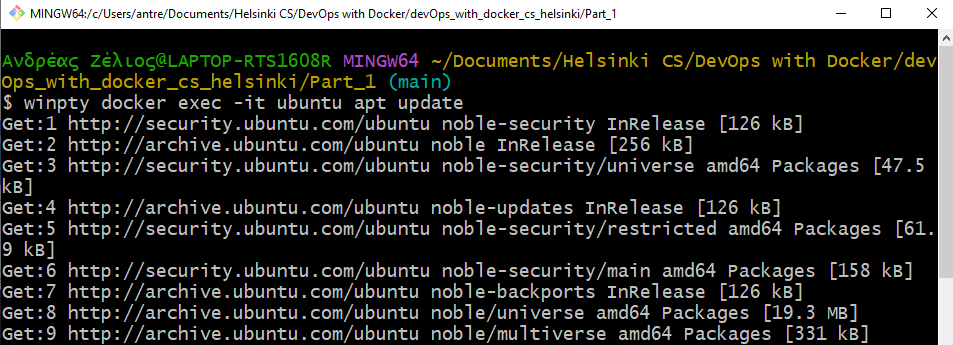 MINGW64:/c/Users/antre/Documents/Helsinki CS/DevOps with Docker/devOps_with_docker_cs_helsinki/Part_1
Ανδρέας Ζέλιος@LAPTOP-RTS1608R MINGW64 ~/Documents/Helsinki CS/DevOps with Docker/dev
Ops_with_docker_cs_helsinki/Part_1 (main)
$ winpty docker exec -it ubuntu apt update
Get:1 http://security.ubuntu.com/ubuntu noble-security InRelease [126 kB]
Get:2 http://archive.ubuntu.com/ubuntu noble InRelease [256 kB]
Get:3 http://security.ubuntu.com/ubuntu noble-security/universe amd64 Packages [47.5
kB]
Get:4 http://archive.ubuntu.com/ubuntu noble-updates InRelease [126 kB]
Get:5 http://security.ubuntu.com/ubuntu noble-security/restricted amd64 Packages [61.
9 kB]
Get:6 http://security.ubuntu.com/ubuntu noble-security/main amd64 Packages [158 kB]
Get:7 http://archive.ubuntu.com/ubuntu noble-backports InRelease [126 kB]
Get:8 http://archive.ubuntu.com/ubuntu noble/universe amd64 Packages [19.3 MB]
Get:9 http://archive.ubuntu.com/ubuntu noble/multiverse amd64 Packages [331 kB]